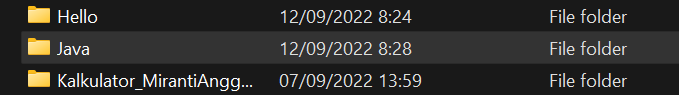 Hello 12/09/2022 8:24 File folder
Java 12/09/2022 8:28 File folder
Kalkulator_MirantiAngg... 07/09/2022 13:59 File folder